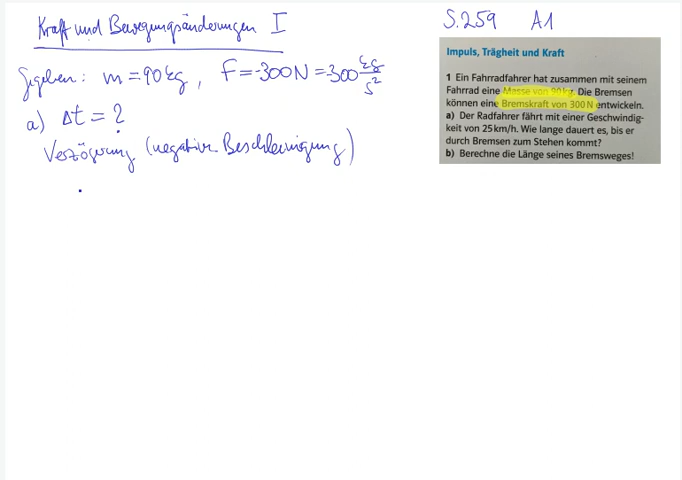 Kraft und Bewegungsänderungen I
S.259 A1
Gegeben: m = 90 kg, F = -300 N = -300 kg/s²
a) Δt = ?
Verzögerung (negative Beschleunigung)
Impuls, Trägheit und Kraft
1 Ein Fahrradfahrer hat zusammen mit seinem
Fahrrad eine Masse von 90 kg. Die Bremsen
können eine Bremskraft von 300 N entwickeln.
a) Der Radfahrer fährt mit einer Geschwindig-
keit von 25 km/h. Wie lange dauert es, bis er
durch Bremsen zum Stehen kommt?
b) Berechne die Länge seines Bremsweges!